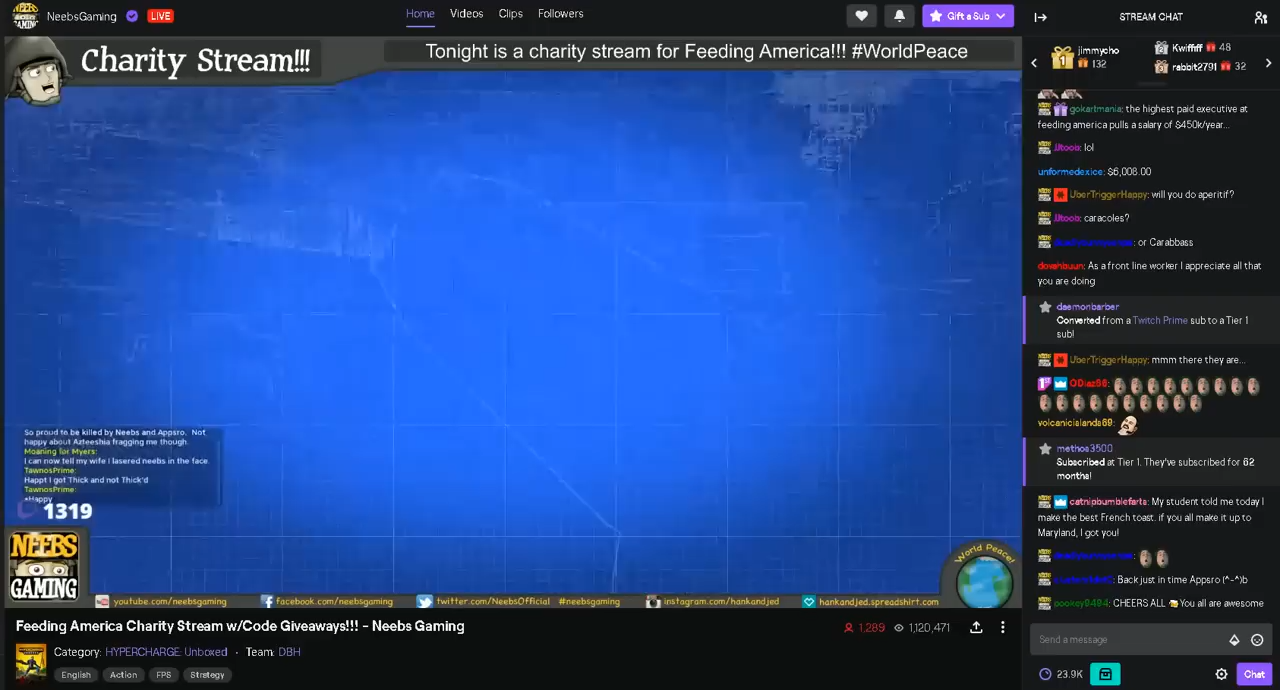 NeebsGaming
LIVE
Home
Videos
Clips
Followers
Gift a Sub
STREAM CHAT
Charity Stream!!!
Tonight is a charity stream for Feeding America!!! #WorldPeace
1
jimmycho
132
Kwiffiff 48
rabbit2791 32
gokartmania: the highest paid executive at
feeding america pulls a salary of $450k/year...
lol
unformedexice: $6,008.00
UberTriggerHappy: will you do aperitif?
caracoles?
or Carabbass
dovahbuun: As a front line worker I appreciate all that
you are doing
daemonbarber
Converted from a Twitch Prime sub to a Tier 1
sub!
UberTriggerHappy: mmm there they are...
volcanicislands69:
methos3500
Subscribed at Tier 1. They've subscribed for 62
months!
catnipbumblefarts: My student told me today I
make the best French toast. if you all make it up to
Maryland, I got you!
Back just in time Appsro (^-^)b
pookey9494: CHEERS ALL You all are awesome
Send a message
23.9K
Chat
So proud to be killed by Neebs and Appsro. Not
happy about Azteeshia fragging me though.
Moaning for Myers:
I can now tell my wife I lasered neebs in the face.
TawnosPrime:
Happt I got Thick and not Thick'd
TawnosPrime:
*Happy
1319
NEEBS
GAMING
World Peace!
youtube.com/neebsgaming
facebook.com/neebsgaming
twitter.com/NeebsOfficial #neebsgaming
instagram.com/hankandjed
hankandjed.spreadshirt.com
Feeding America Charity Stream w/Code Giveaways!!! - Neebs Gaming
1,289
1,120,471
Category: HYPERCHARGE: Unboxed · Team: DBH
English
Action
FPS
Strategy